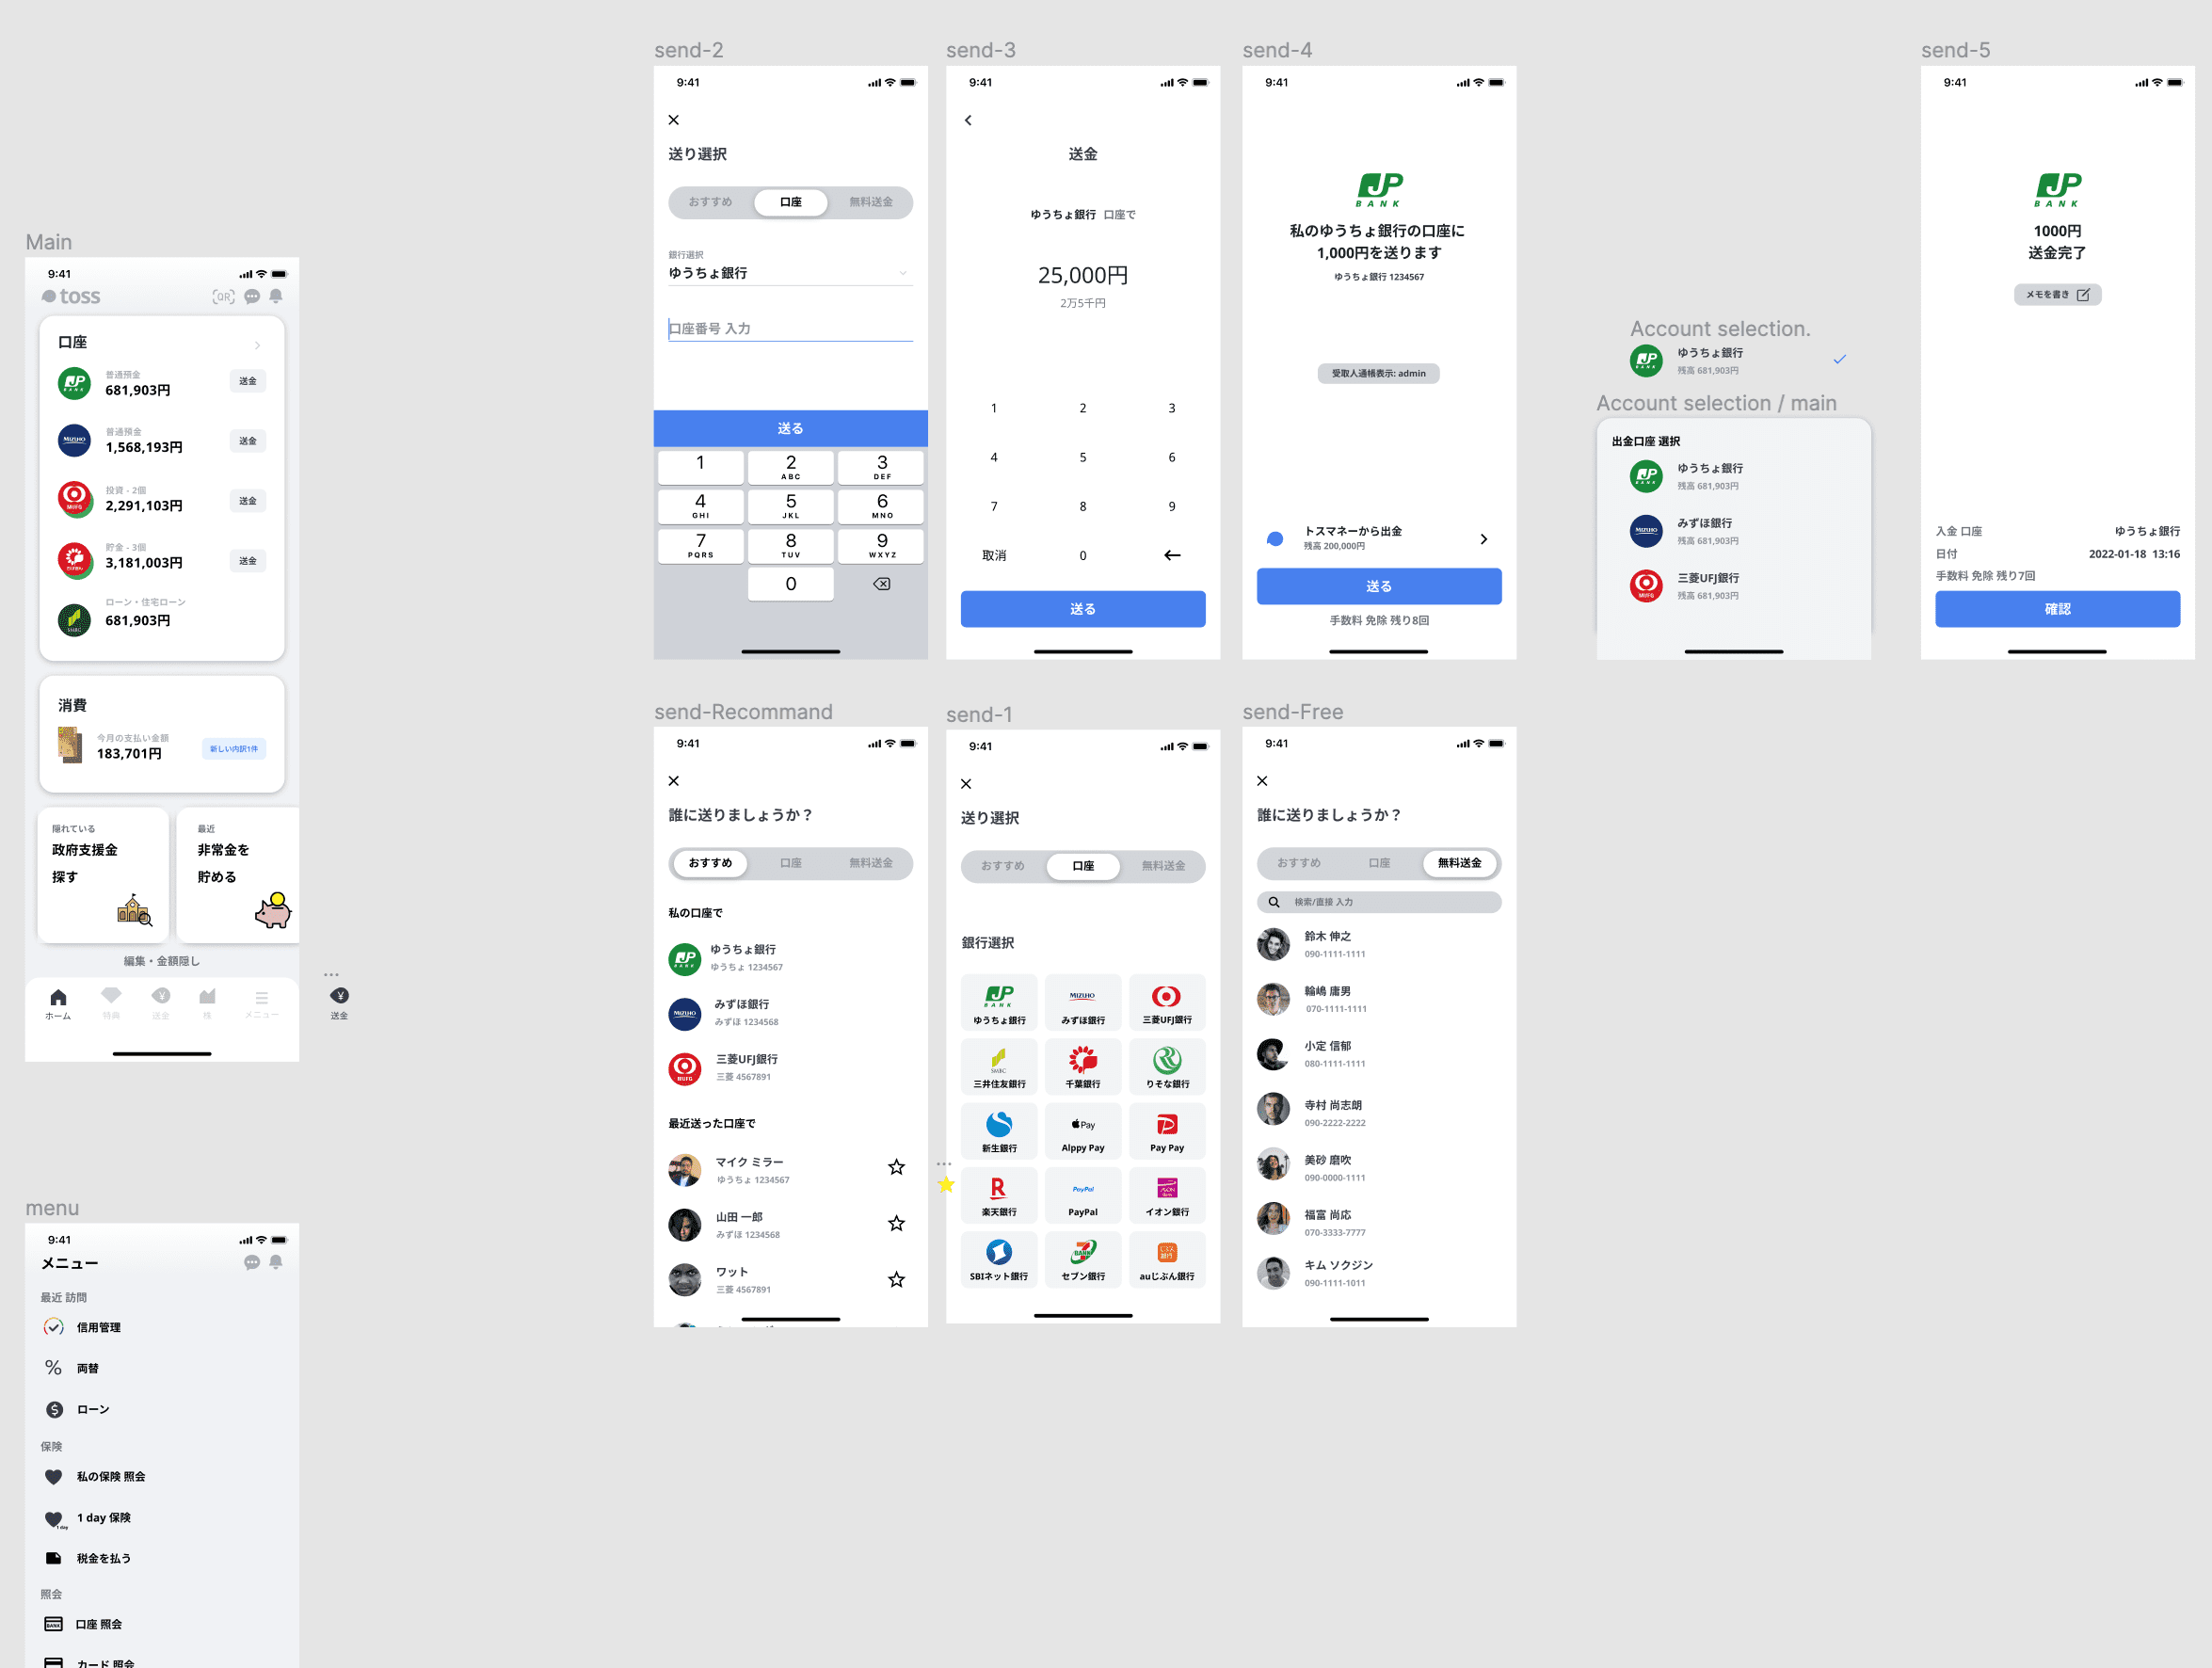 Main
9:41
toss
QR
口座
普通預金
681,903円
送金
MIZUHO
普通預金
1,568,193円
送金
MUFG
投資 - 2個
2,291,103円
送金
貯金 - 3個
3,181,003円
送金
SMBC
ローン・住宅ローン
681,903円
消費
今月の支払い金額
183,701円
新しい内訳1件
隠れている
政府支援金
探す
最近
非常金を
貯める
編集・金額隠し
ホーム
特典
送金
株
メニュー
送金
menu
9:41
メニュー
最近 訪問
信用管理
両替
ローン
保険
私の保険 照会
1 day
1 day 保険
税金を払う
照会
BANK
口座 照会
カード 照会
send-2
9:41
送り選択
おすすめ 口座 無料送金
銀行選択
ゆうちょ銀行
口座番号 入力
送る
1 2 3
ABC DEF
4 5 6
GHI JKL MNO
7 8 9
PQRS TUV WXYZ
0
send-3
9:41
送金
ゆうちょ銀行 口座で
25,000円
2万5千円
1 2 3
4 5 6
7 8 9
取消 0
送る
send-4
9:41
JP
BANK
私のゆうちょ銀行の口座に
1,000円を送ります
ゆうちょ銀行 1234567
受取人通帳表示: admin
トスマネーから出金
残高 200,000円
送る
手数料 免除 残り8回
Account selection.
JP
BANK
ゆうちょ銀行
残高 681,903円
Account selection / main
出金口座 選択
JP
BANK
ゆうちょ銀行
残高 681,903円
MIZUHO
みずほ銀行
残高 681,903円
MUFG
三菱UFJ銀行
残高 681,903円
send-5
9:41
JP
BANK
1000円
送金完了
メモを書き
入金 口座 ゆうちょ銀行
日付 2022-01-18 13:16
手数料 免除 残り7回
確認
send-Recommand
9:41
誰に送りましょうか？
おすすめ 口座 無料送金
私の口座で
JP
BANK
ゆうちょ銀行
ゆうちょ 1234567
MIZUHO
みずほ銀行
みずほ 1234568
MUFG
三菱UFJ銀行
三菱 4567891
最近送った口座で
マイク ミラー
ゆうちょ 1234567
山田 一郎
みずほ 1234568
ワット
三菱 4567891
send-1
9:41
送り選択
おすすめ 口座 無料送金
銀行選択
JP
BANK
ゆうちょ銀行
MIZUHO
みずほ銀行
三菱UFJ銀行
SMBC
三井住友銀行
千葉銀行
りそな銀行
新生銀行
Pay
Alppy Pay
Pay Pay
R
楽天銀行
PayPal
PayPal
イオン銀行
SBIネット銀行
7
BANK
セブン銀行
じぶん
銀行
auじぶん銀行
send-Free
9:41
誰に送りましょうか？
おすすめ 口座 無料送金
検索/直接 入力
鈴木 伸之
090-1111-1111
輪嶋 庸男
070-1111-1111
小定 信郁
080-1111-1111
寺村 尚志朗
090-2222-2222
美砂 磨吹
090-0000-1111
福富 尚応
070-3333-7777
キム ソクジン
090-1111-1011